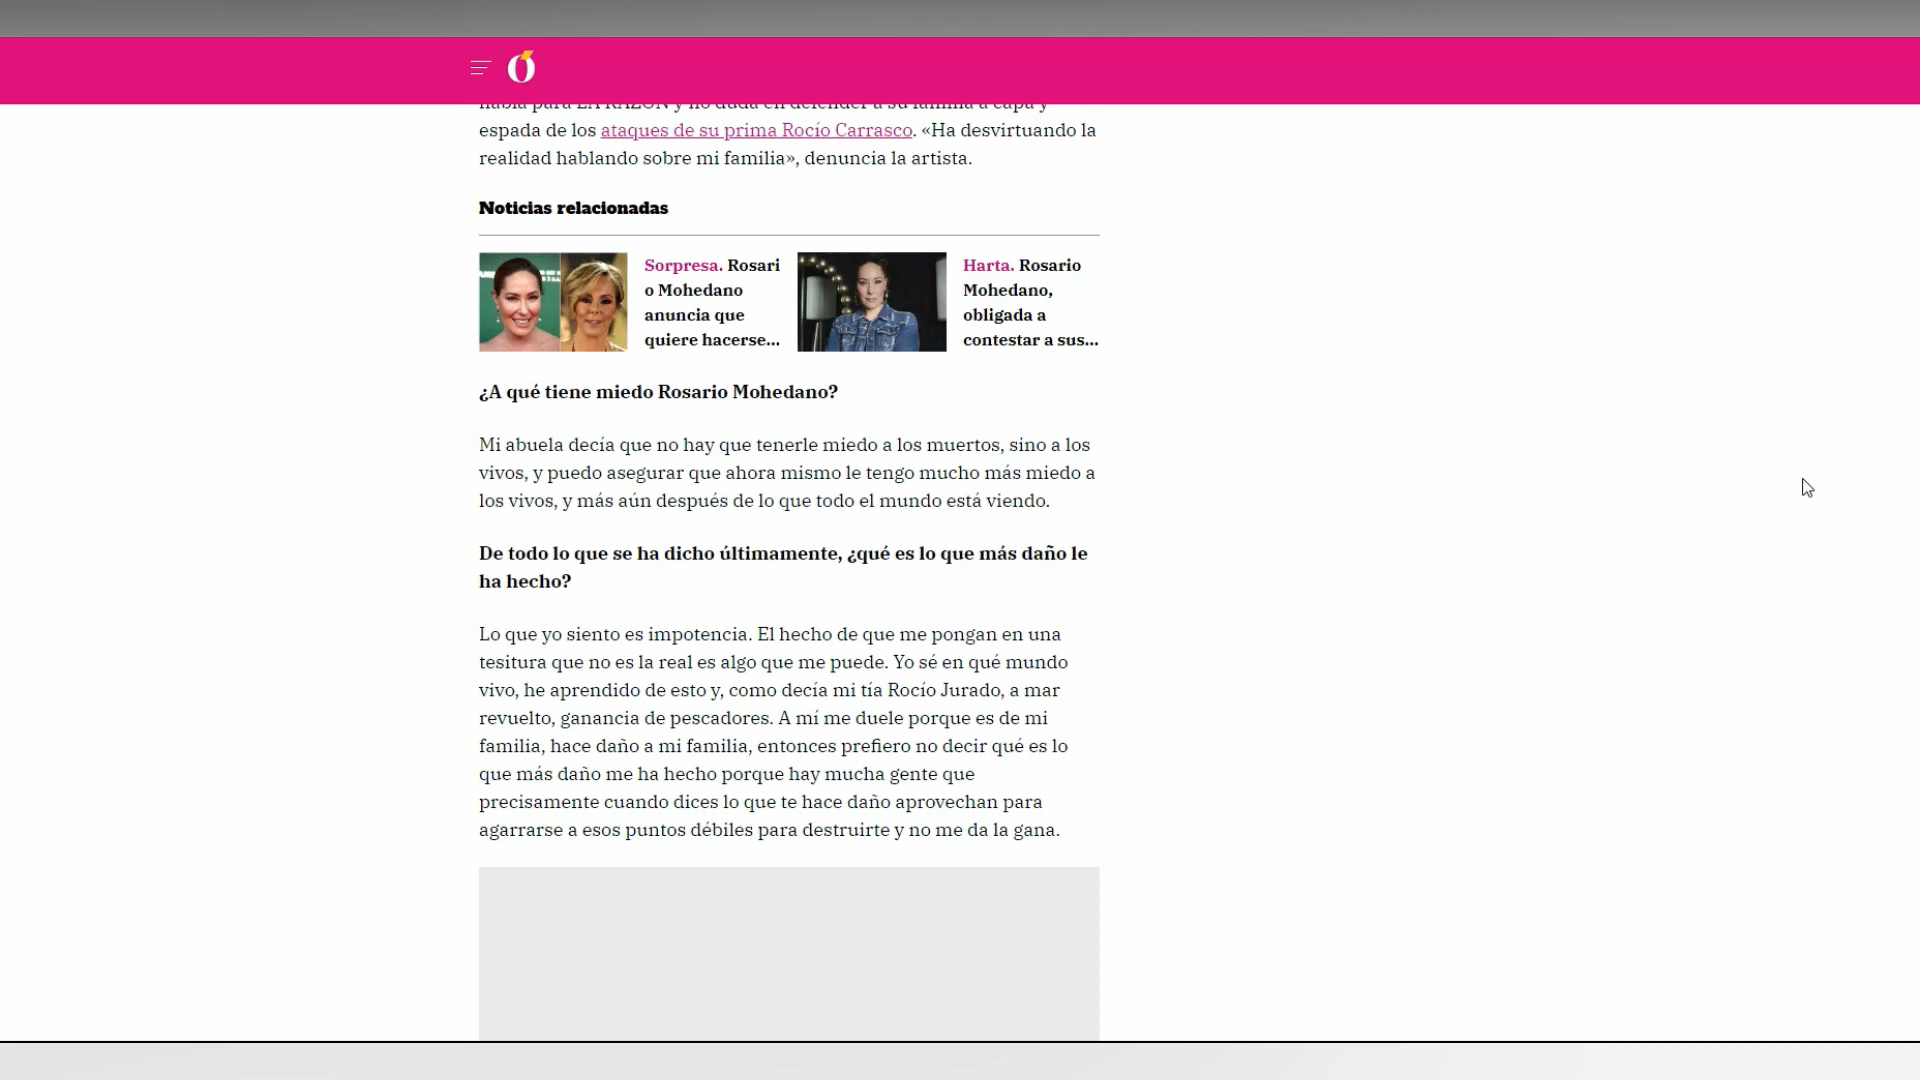 Ó
habla para LA RAZÓN y no duda en defender a su familia a capa y
espada de los ataques de su prima Rocío Carrasco. «Ha desvirtuando la
realidad hablando sobre mi familia», denuncia la artista.
Noticias relacionadas
Sorpresa. Rosari
o Mohedano
anuncia que
quiere hacerse...
Harta. Rosario
Mohedano,
obligada a
contestar a sus...
¿A qué tiene miedo Rosario Mohedano?
Mi abuela decía que no hay que tenerle miedo a los muertos, sino a los
vivos, y puedo asegurar que ahora mismo le tengo mucho más miedo a
los vivos, y más aún después de lo que todo el mundo está viendo.
De todo lo que se ha dicho últimamente, ¿qué es lo que más daño le
ha hecho?
Lo que yo siento es impotencia. El hecho de que me pongan en una
tesitura que no es la real es algo que me puede. Yo sé en qué mundo
vivo, he aprendido de esto y, como decía mi tía Rocío Jurado, a mar
revuelto, ganancia de pescadores. A mí me duele porque es de mi
familia, hace daño a mi familia, entonces prefiero no decir qué es lo
que más daño me ha hecho porque hay mucha gente que
precisamente cuando dices lo que te hace daño aprovechan para
agarrarse a esos puntos débiles para destruirte y no me da la gana.